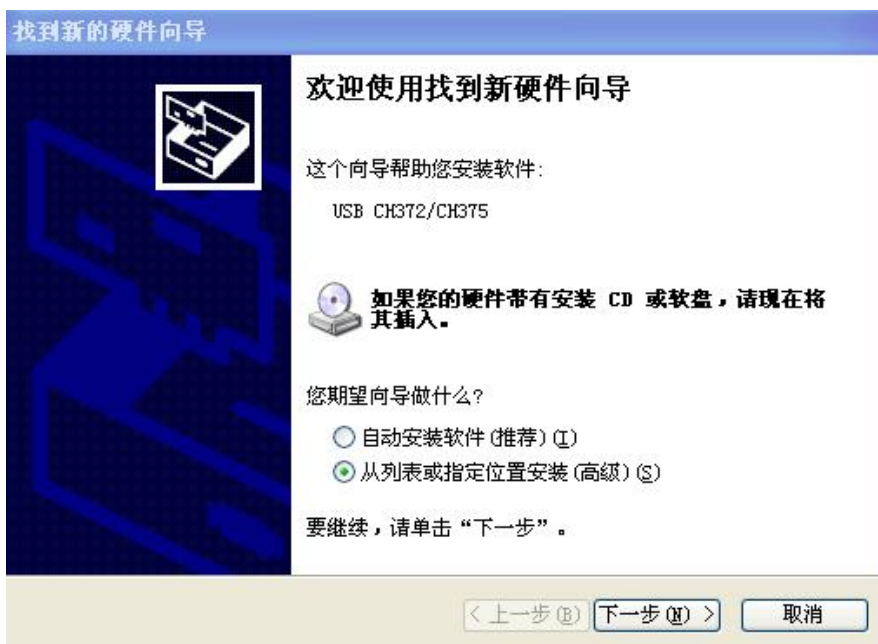 找到新的硬件向导
欢迎使用找到新硬件向导
这个向导帮助您安装软件:
USB CH372/CH375
如果您的硬件带有安装 CD 或软盘，请现在将
其插入。
您期望向导做什么?
自动安装软件(推荐)(I)
从列表或指定位置安装(高级)(S)
要继续，请单击“下一步”。
< 上一步(B) 下一步(N) > 取消